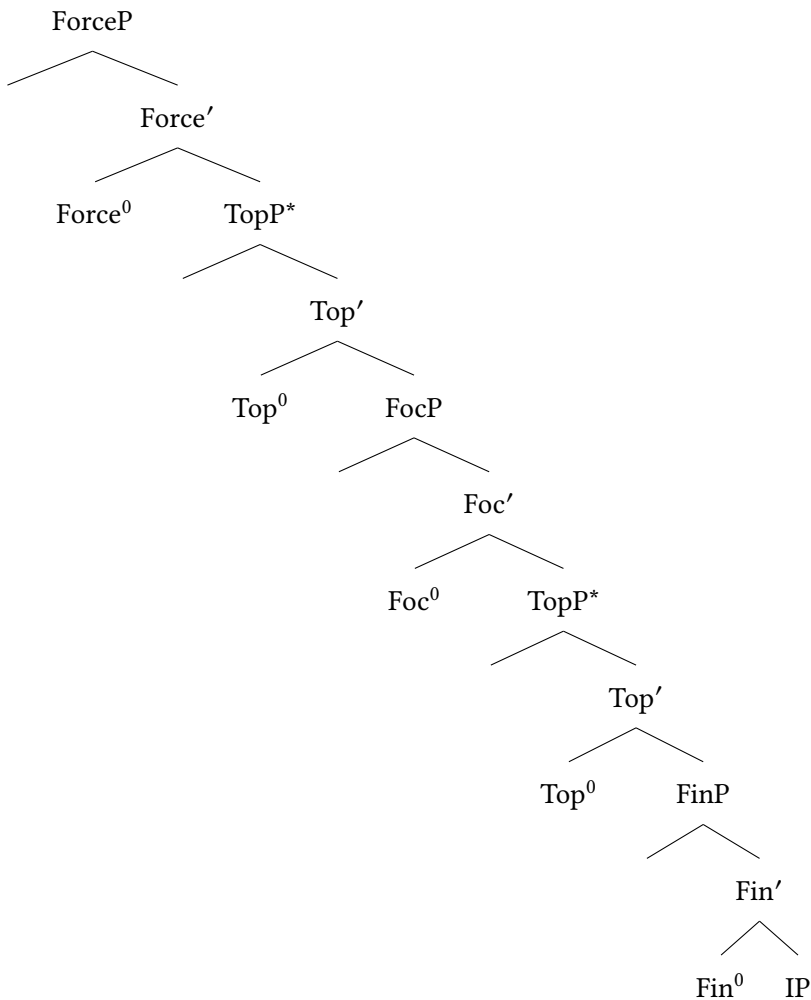 ForceP
Force′
Force⁰ TopP*
Top′
Top⁰ FocP
Foc′
Foc⁰ TopP*
Top′
Top⁰ FinP
Fin′
Fin⁰ IP